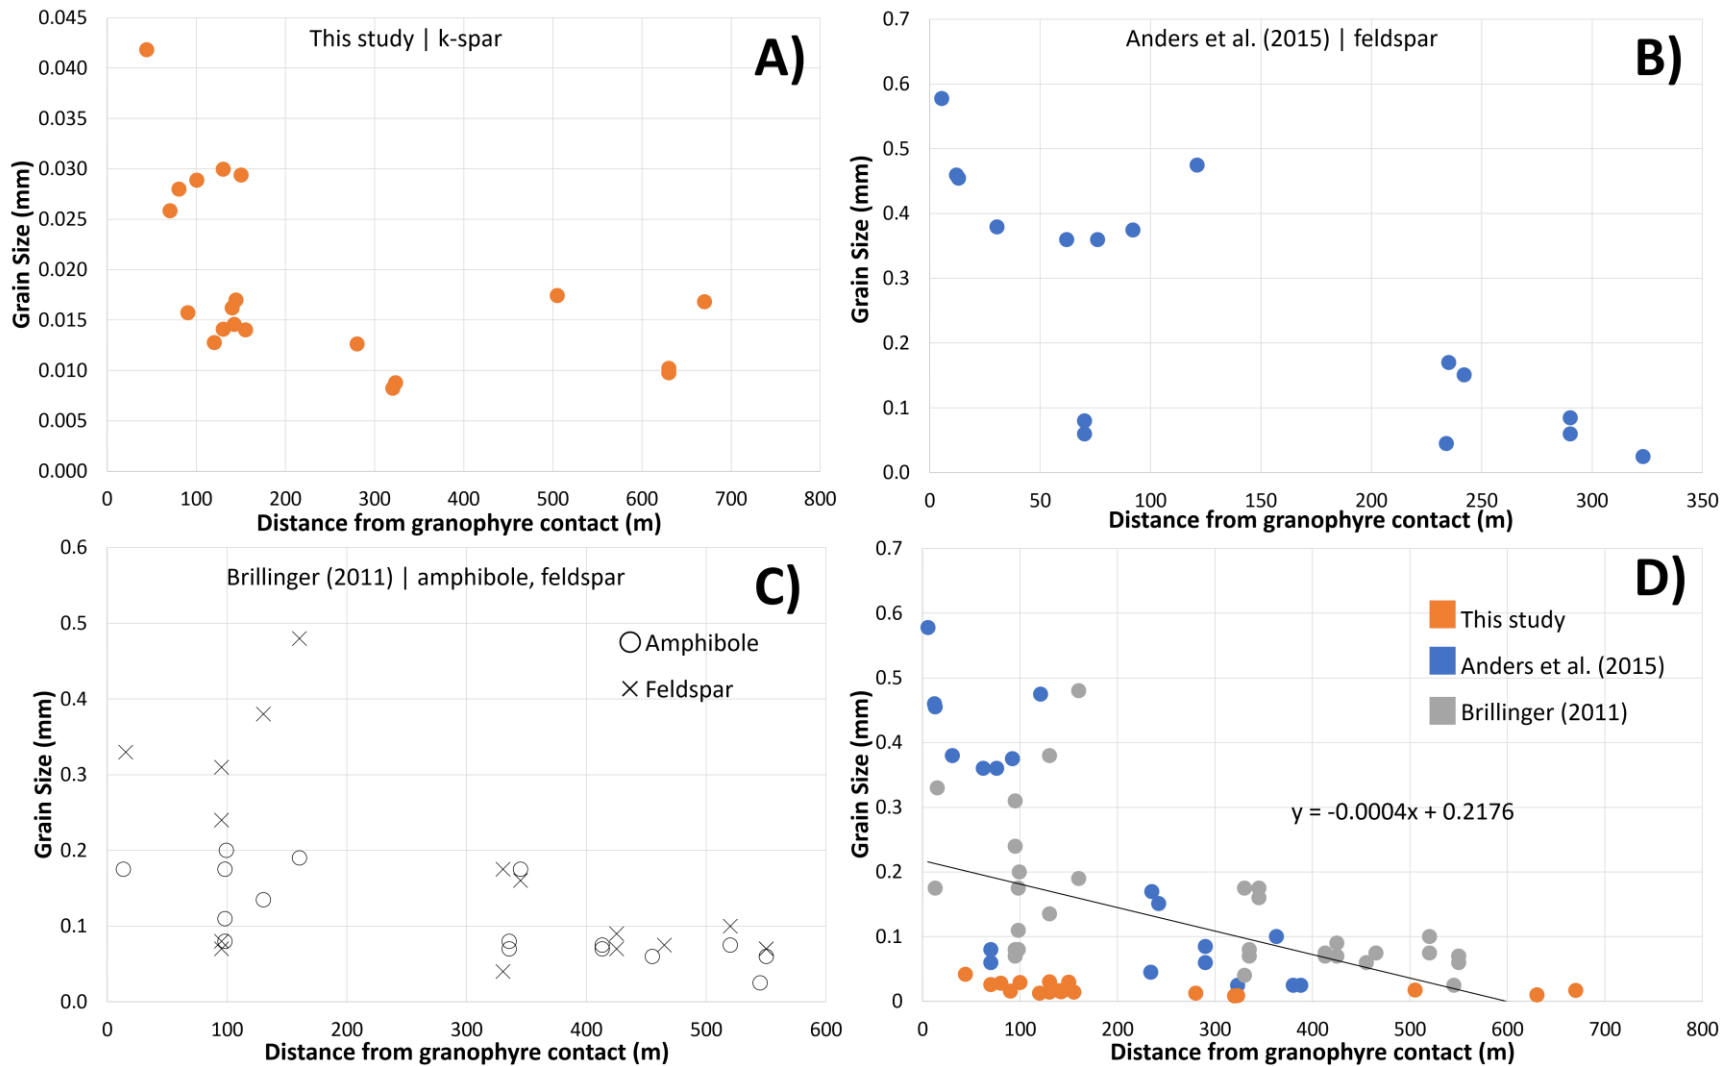 This study | k-spar
A)
Grain Size (mm)
0.045
0.040
0.035
0.030
0.025
0.020
0.015
0.010
0.005
0.000
0 100 200 300 400 500 600 700 800
Distance from granophyre contact (m)
Anders et al. (2015) | feldspar
B)
Grain Size (mm)
0.7
0.6
0.5
0.4
0.3
0.2
0.1
0.0
0 50 100 150 200 250 300 350
Distance from granophyre contact (m)
Brillinger (2011) | amphibole, feldspar
C)
Amphibole
Feldspar
Grain Size (mm)
0.6
0.5
0.4
0.3
0.2
0.1
0.0
0 100 200 300 400 500 600
Distance from granophyre contact (m)
D)
This study
Anders et al. (2015)
Brillinger (2011)
y = -0.0004x + 0.2176
Grain Size (mm)
0.7
0.6
0.5
0.4
0.3
0.2
0.1
0
0 100 200 300 400 500 600 700 800
Distance from granophyre contact (m)